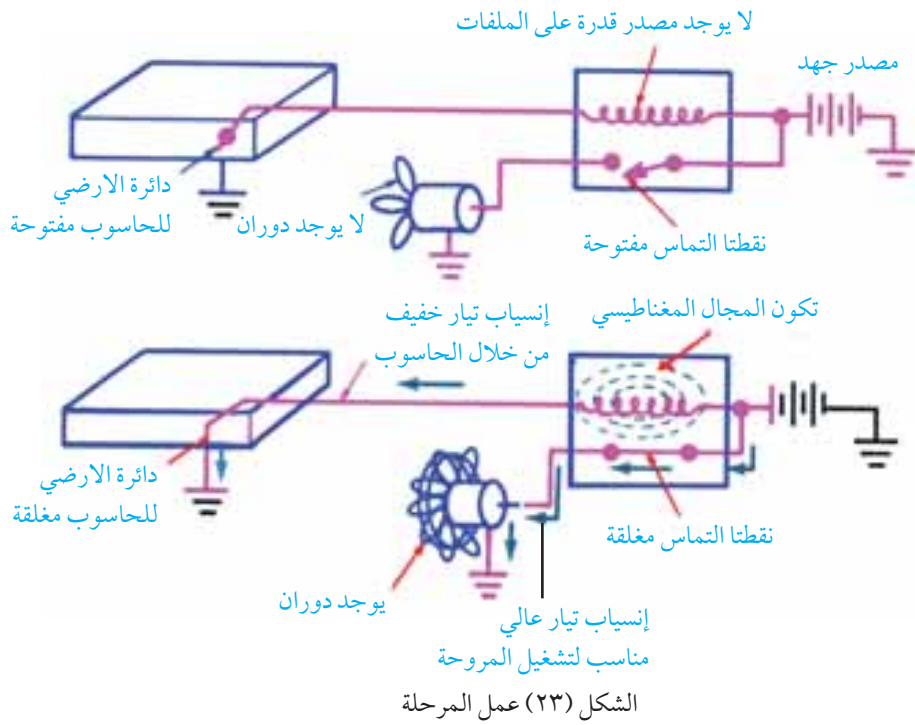 لا يوجد مصدر قدرة على الملفات
مصدر جهد
دائرة الارضي
للحاسوب مفتوحة
لا يوجد دوران
نقطتا التماس مفتوحة
إنسياب تيار خفيف
من خلال الحاسوب
تكون المجال المغناطيسي
دائرة الارضي
للحاسوب مغلقة
نقطتا التماس مغلقة
يوجد دوران
إنسياب تيار عالي
مناسب لتشغيل المروحة
الشكل (٢٣) عمل المرحلة